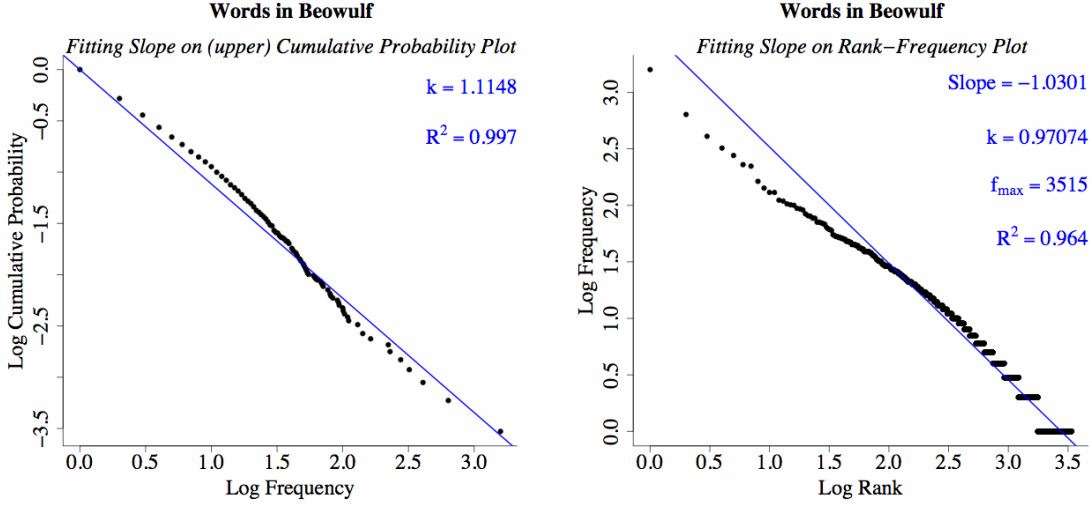 Words in Beowulf
Fitting Slope on (upper) Cumulative Probability Plot
k = 1.1148
R² = 0.997
Log Cumulative Probability
0.0
−0.5
−1.5
−2.5
−3.5
0.0 0.5 1.0 1.5 2.0 2.5 3.0
Log Frequency
Words in Beowulf
Fitting Slope on Rank−Frequency Plot
Slope = −1.0301
k = 0.97074
fmax = 3515
R² = 0.964
Log Frequency
3.0
2.5
2.0
1.5
1.0
0.5
0.0
0.0 0.5 1.0 1.5 2.0 2.5 3.0 3.5
Log Rank